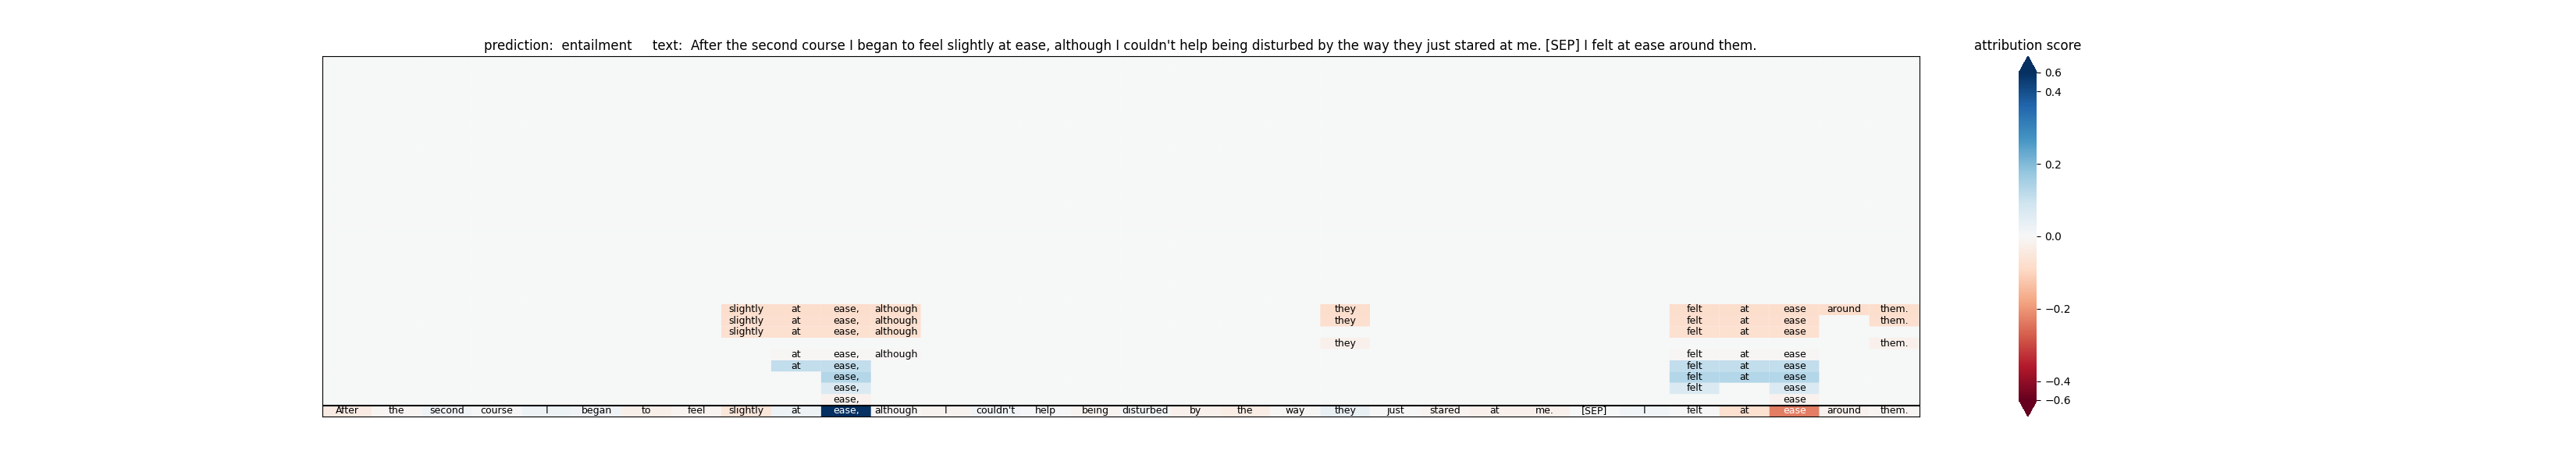 prediction:  entailment     text:  After the second course I began to feel slightly at ease, although I couldn't help being disturbed by the way they just stared at me. [SEP] I felt at ease around them.
attribution score
0.6
0.4
0.2
0.0
−0.2
−0.4
−0.6
slightly at ease, although they felt at ease around them.
slightly at ease, although they felt at ease them.
slightly at ease, although felt at ease
they them.
at ease, although felt at ease
at ease, felt at ease
ease, felt at ease
ease, felt ease
ease, ease
After the second course I began to feel slightly at ease, although I couldn't help being disturbed by the way they just stared at me. [SEP] I felt at ease around them.